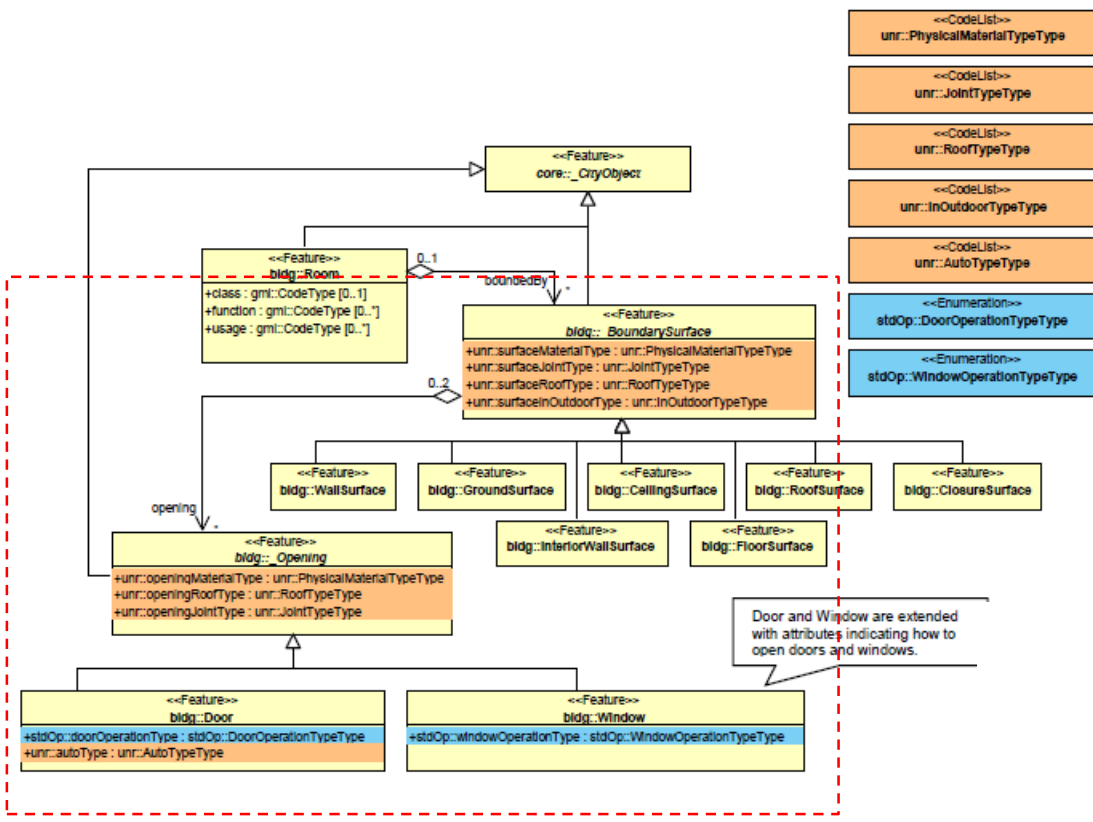 <<CodeList>>
unr::PhysicalMaterialTypeType
<<CodeList>>
unr::JointTypeType
<<CodeList>>
unr::RoofTypeType
<<CodeList>>
unr::InOutdoorTypeType
<<CodeList>>
unr::AutoTypeType
<<Enumeration>>
stdOp::DoorOperationTypeType
<<Enumeration>>
stdOp::WindowOperationTypeType
<<Feature>>
core::_CityObject
<<Feature>>
bldg::Room
+class : gml::CodeType [0..1]
+function : gml::CodeType [0..*]
+usage : gml::CodeType [0..*]
0..1
boundedBy
*
<<Feature>>
bldg::_BoundarySurface
+unr::surfaceMaterialType : unr::PhysicalMaterialTypeType
+unr::surfaceJointType : unr::JointTypeType
+unr::surfaceRoofType : unr::RoofTypeType
+unr::surfaceInOutdoorType : unr::InOutdoorTypeType
0..2
<<Feature>>
bldg::WallSurface
<<Feature>>
bldg::GroundSurface
<<Feature>>
bldg::CeilingSurface
<<Feature>>
bldg::RoofSurface
<<Feature>>
bldg::ClosureSurface
<<Feature>>
bldg::InteriorWallSurface
<<Feature>>
bldg::FloorSurface
opening
*
<<Feature>>
bldg::_Opening
+unr::openingMaterialType : unr::PhysicalMaterialTypeType
+unr::openingRoofType : unr::RoofTypeType
+unr::openingJointType : unr::JointTypeType
Door and Window are extended
with attributes indicating how to
open doors and windows.
<<Feature>>
bldg::Door
+stdOp::doorOperationType : stdOp::DoorOperationTypeType
+unr::autoType : unr::AutoTypeType
<<Feature>>
bldg::Window
+stdOp::windowOperationType : stdOp::WindowOperationTypeType